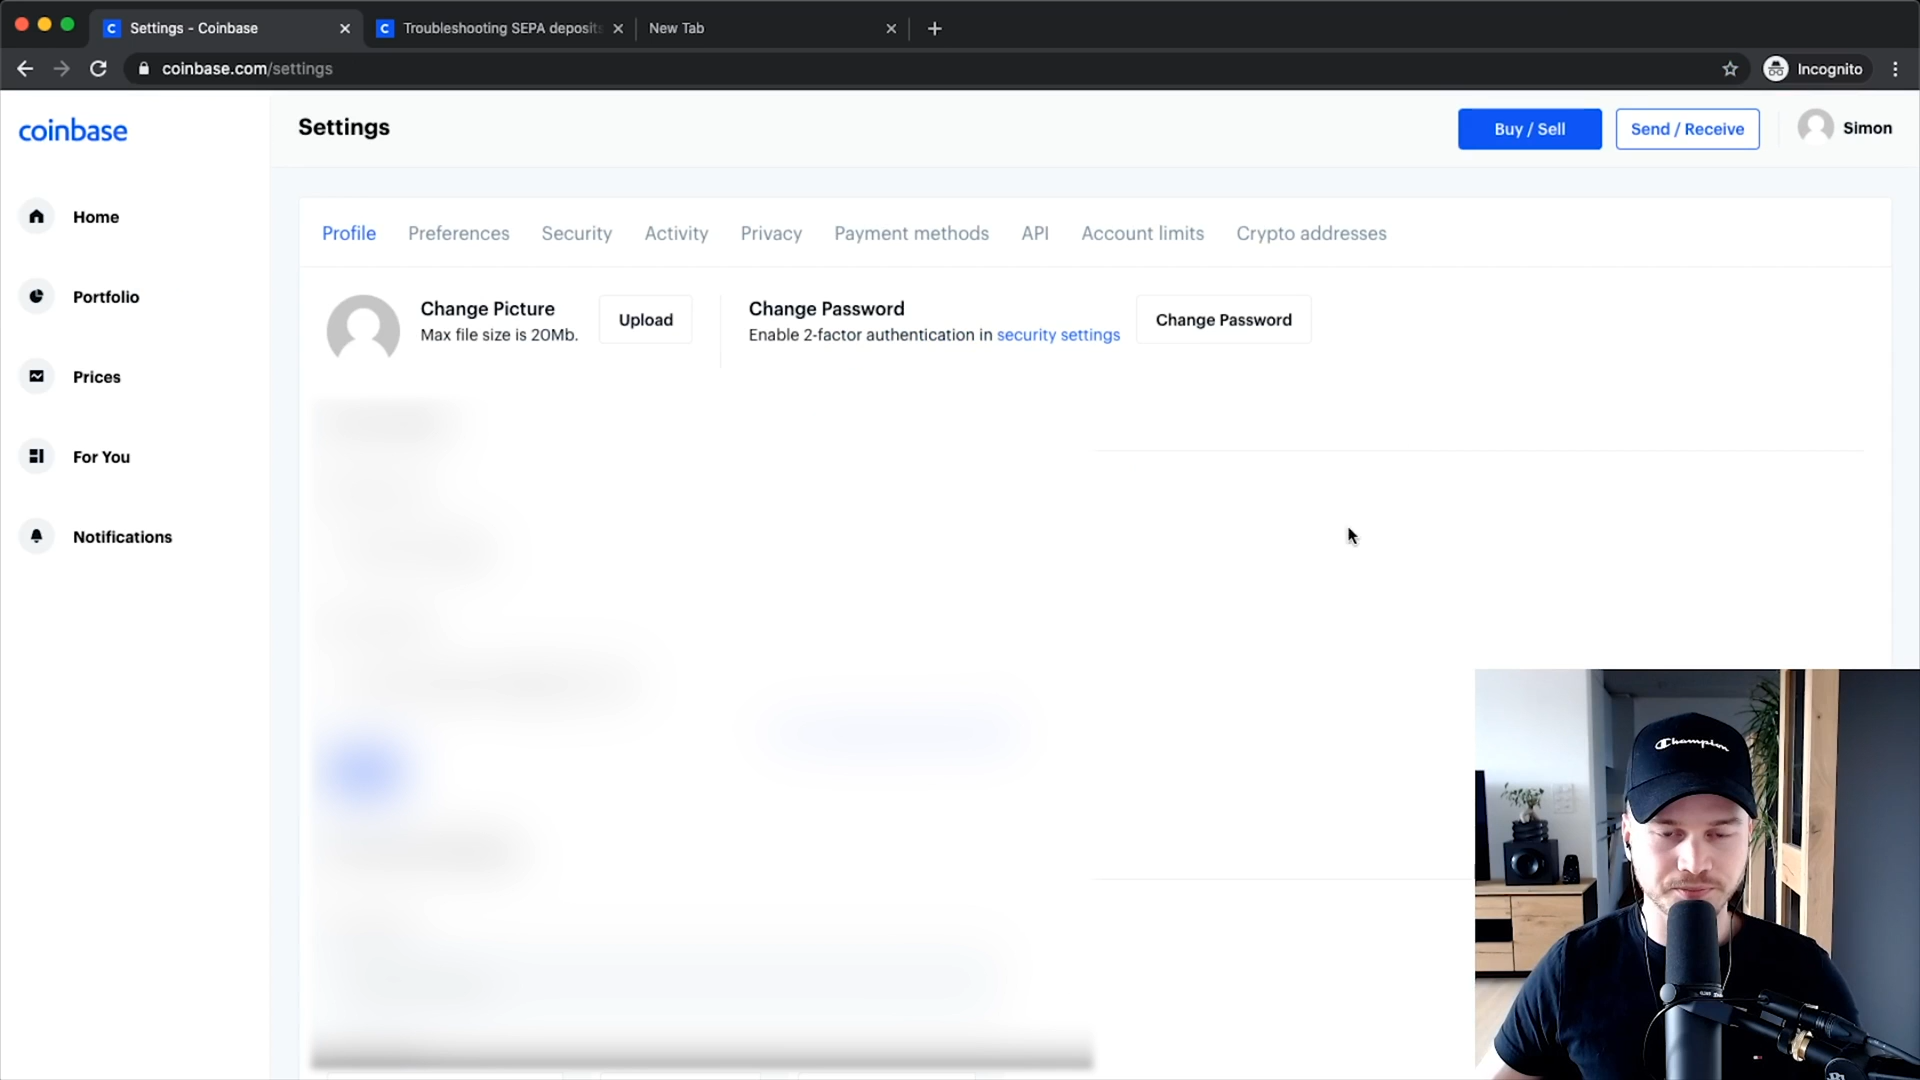 Settings - Coinbase
Troubleshooting SEPA deposits
New Tab
coinbase.com/settings
Incognito
coinbase
Settings
Buy / Sell
Send / Receive
Simon
Home
Portfolio
Prices
For You
Notifications
Profile
Preferences
Security
Activity
Privacy
Payment methods
API
Account limits
Crypto addresses
Change Picture
Max file size is 20Mb.
Upload
Change Password
Enable 2-factor authentication in security settings
Change Password
Champion